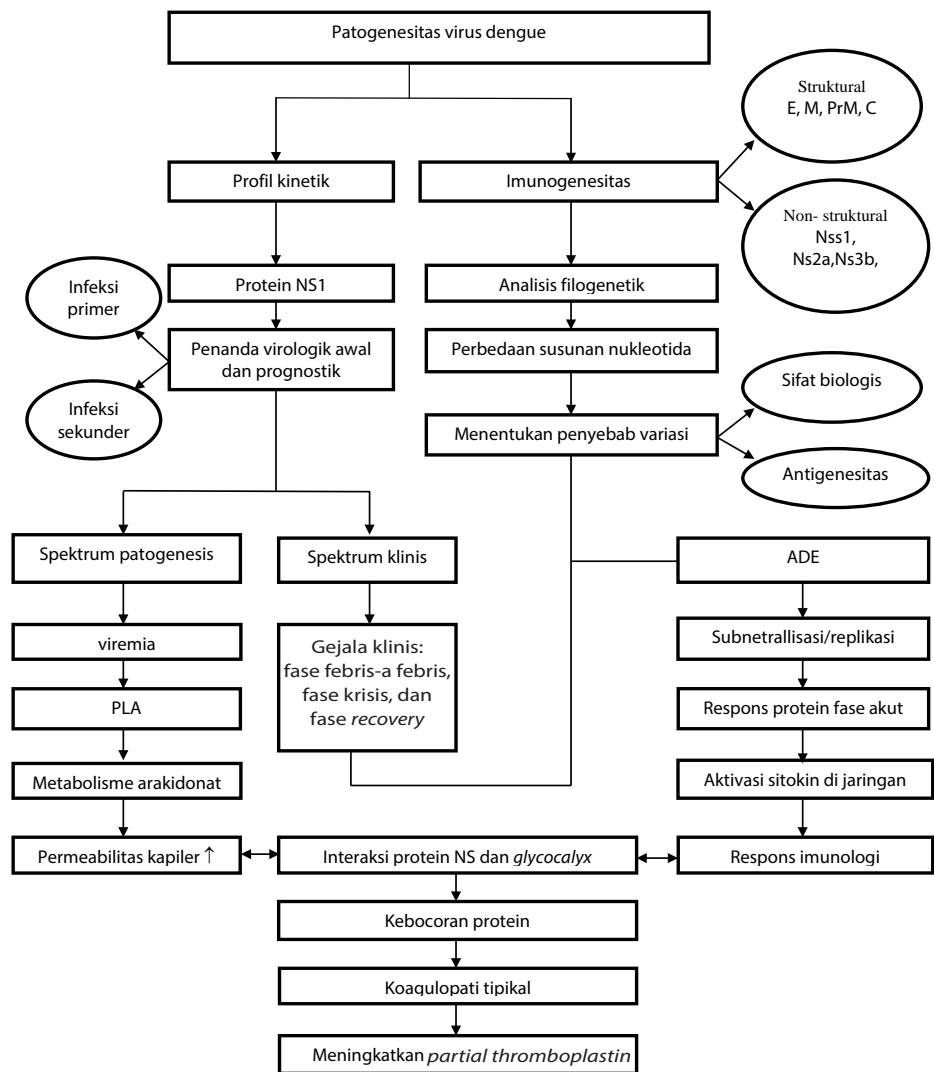 Patogenesitas virus dengue
Struktural
E, M, PrM, C
Profil kinetik
Imunogenesitas
Non- struktural
Nss1,
Ns2a,Ns3b,
Infeksi
primer
Protein NS1
Analisis filogenetik
Penanda virologik awal
dan prognostik
Perbedaan susunan nukleotida
Infeksi
sekunder
Sifat biologis
Menentukan penyebab variasi
Antigenesitas
Spektrum patogenesis
Spektrum klinis
ADE
viremia
Gejala klinis:
fase febris-a febris,
fase krisis, dan
fase recovery
Subnetrallisasi/replikasi
PLA
Respons protein fase akut
Metabolisme arakidonat
Aktivasi sitokin di jaringan
Permeabilitas kapiler ↑
Interaksi protein NS dan glycocalyx
Respons imunologi
Kebocoran protein
Koagulopati tipikal
Meningkatkan partial thromboplastin